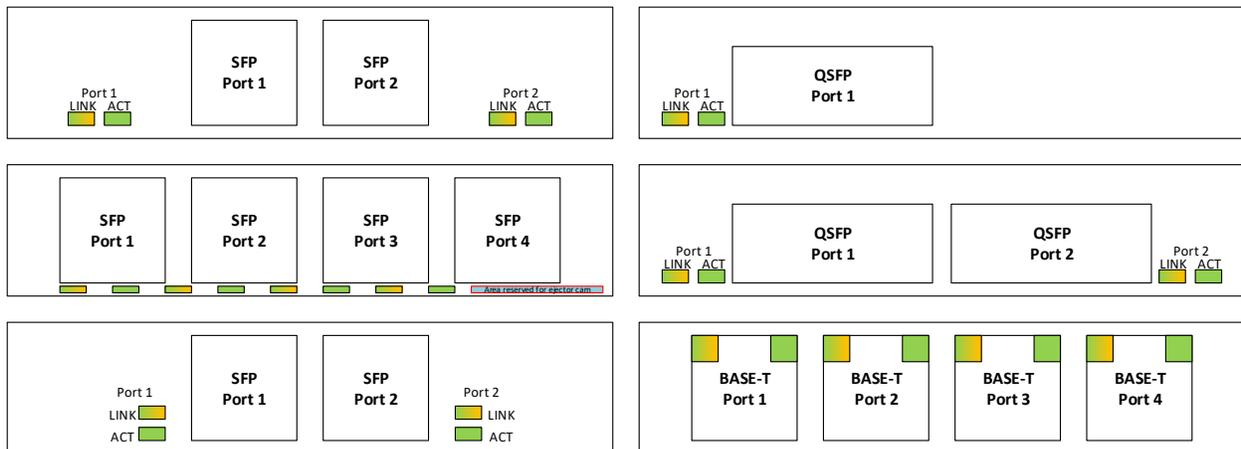 SFP
Port 1
SFP
Port 2
Port 1
LINK ACT
Port 2
LINK ACT
QSFP
Port 1
Port 1
LINK ACT
SFP
Port 1
SFP
Port 2
SFP
Port 3
SFP
Port 4
Area reserved for ejector cam
QSFP
Port 1
QSFP
Port 2
Port 1
LINK ACT
Port 2
LINK ACT
SFP
Port 1
SFP
Port 2
Port 1
LINK
ACT
Port 2
LINK
ACT
BASE-T
Port 1
BASE-T
Port 2
BASE-T
Port 3
BASE-T
Port 4